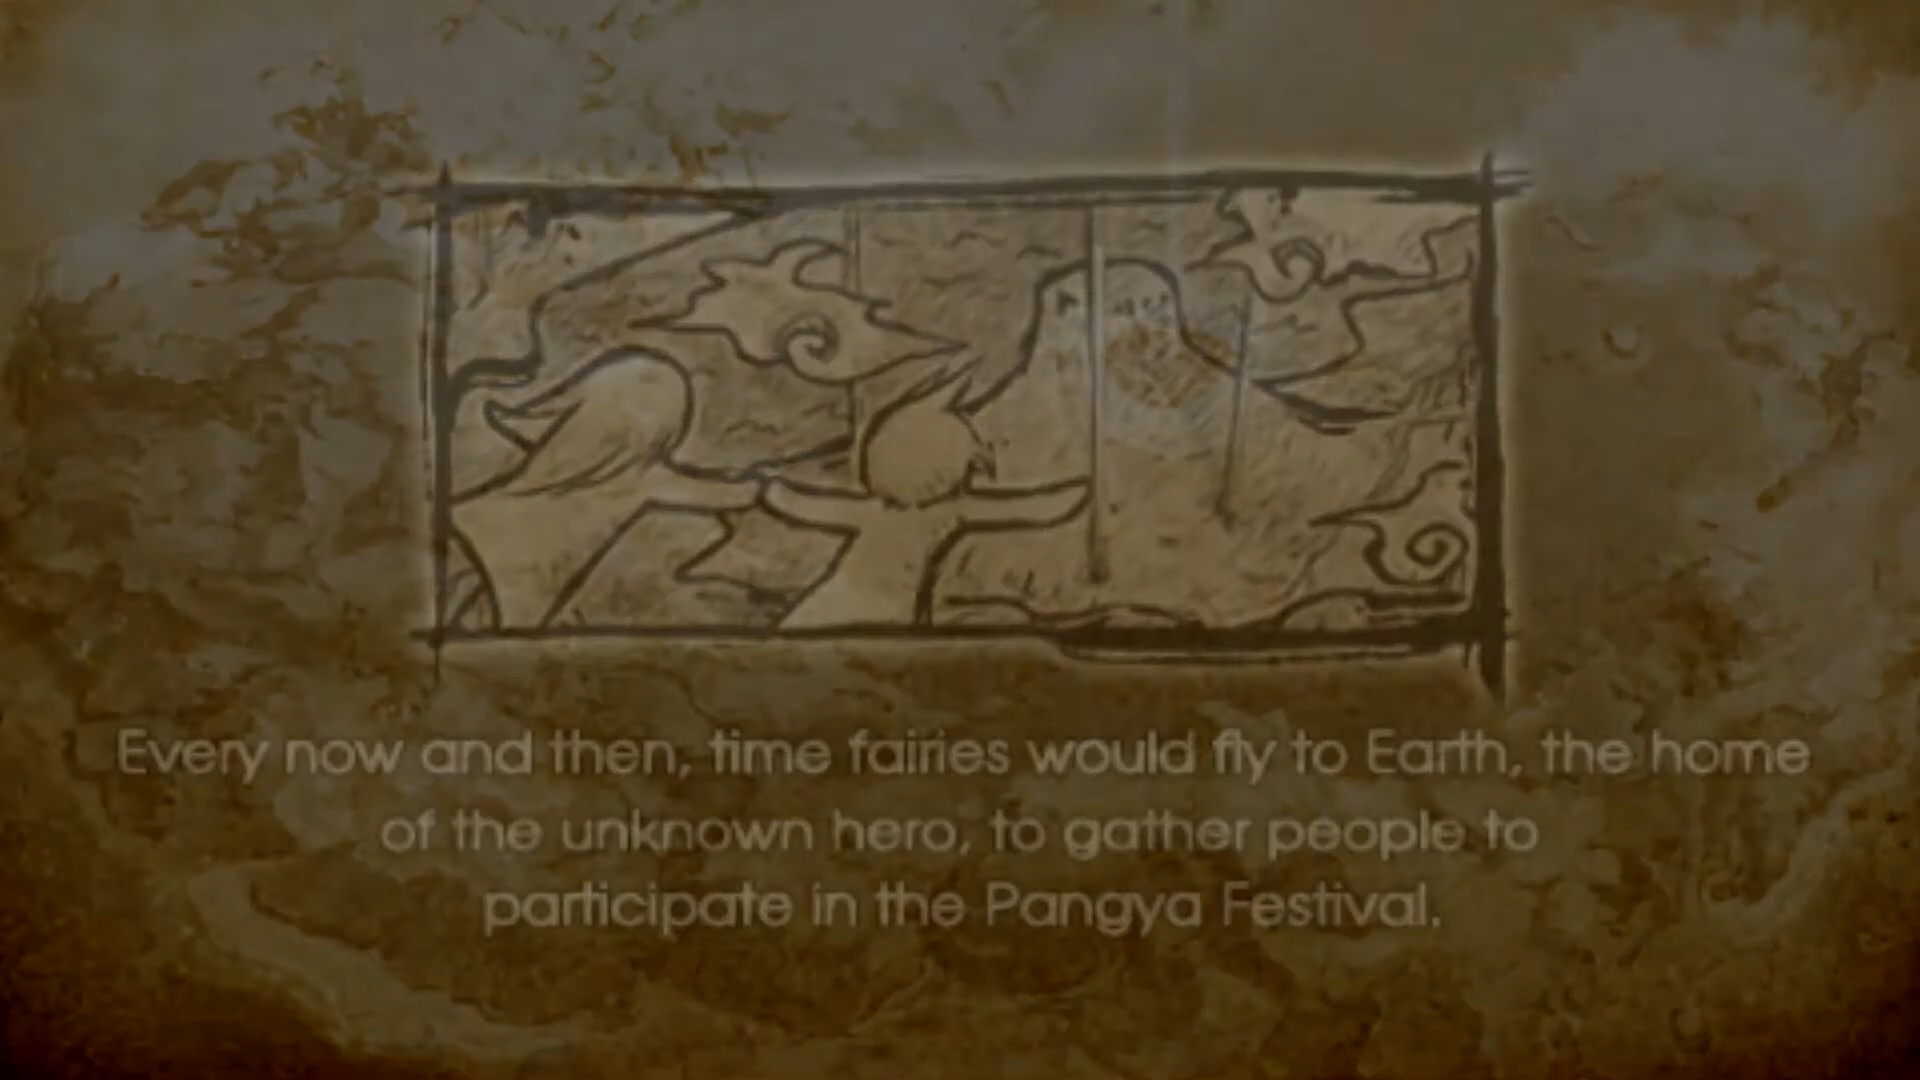 Every now and then, time fairies would fly to Earth, the home
of the unknown hero, to gather people to
participate in the Pangya Festival.